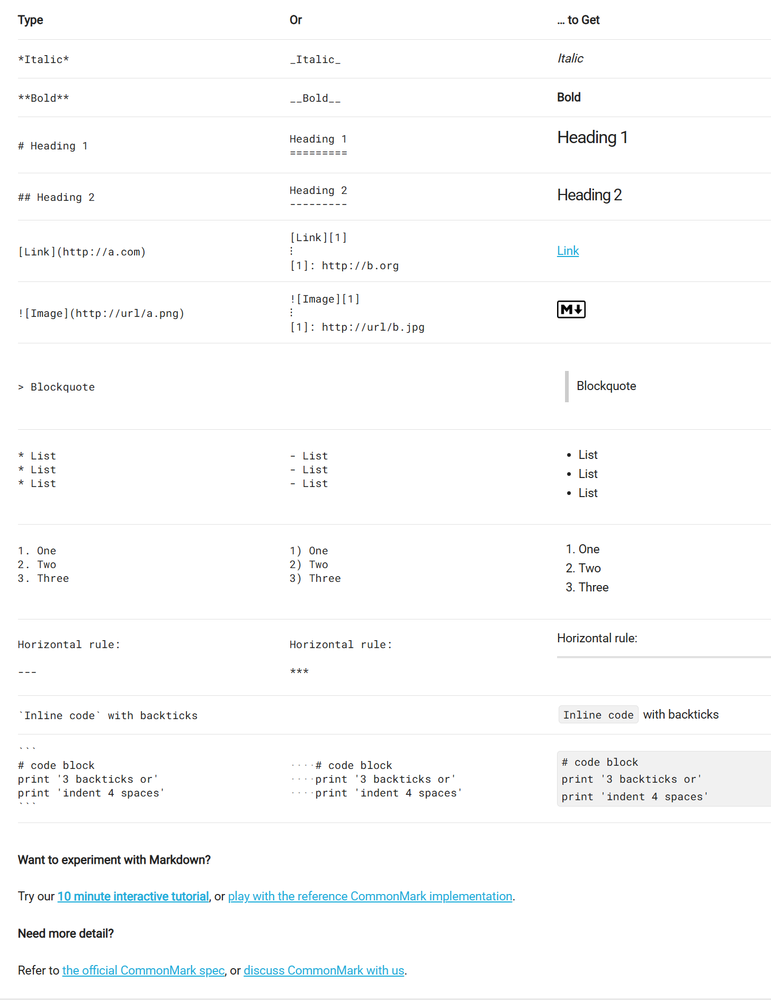 Type Or … to Get
*Italic* _Italic_ Italic
**Bold** __Bold__ Bold
# Heading 1
Heading 1
=========
Heading 1
## Heading 2
Heading 2
---------
Heading 2
[Link](http://a.com)
[Link][1]
⋮
[1]: http://b.org
Link
![Image](http://url/a.png)
![Image][1]
⋮
[1]: http://url/b.jpg
M↓
> Blockquote
Blockquote
* List
* List
* List
- List
- List
- List
• List
• List
• List
1. One
2. Two
3. Three
1) One
2) Two
3) Three
1. One
2. Two
3. Three
Horizontal rule:
---
Horizontal rule:
***
Horizontal rule:
`Inline code` with backticks
Inline code with backticks
```
# code block
print '3 backticks or'
print 'indent 4 spaces'
```
····# code block
····print '3 backticks or'
····print 'indent 4 spaces'
# code block
print '3 backticks or'
print 'indent 4 spaces'
Want to experiment with Markdown?
Try our 10 minute interactive tutorial, or play with the reference CommonMark implementation.
Need more detail?
Refer to the official CommonMark spec, or discuss CommonMark with us.